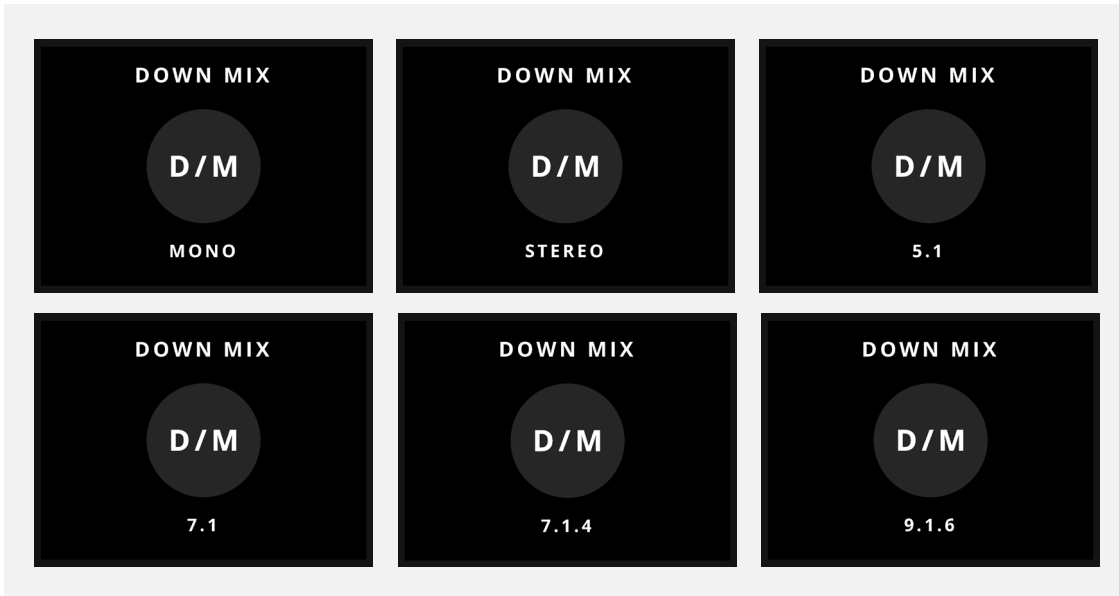 DOWN MIX
D/M
MONO
DOWN MIX
D/M
STEREO
DOWN MIX
D/M
5.1
DOWN MIX
D/M
7.1
DOWN MIX
D/M
7.1.4
DOWN MIX
D/M
9.1.6